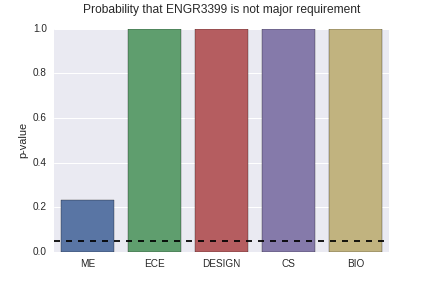 Probability that ENGR3399 is not major requirement
1.0
0.8
0.6
0.4
0.2
0.0
p-value
ME ECE DESIGN CS BIO